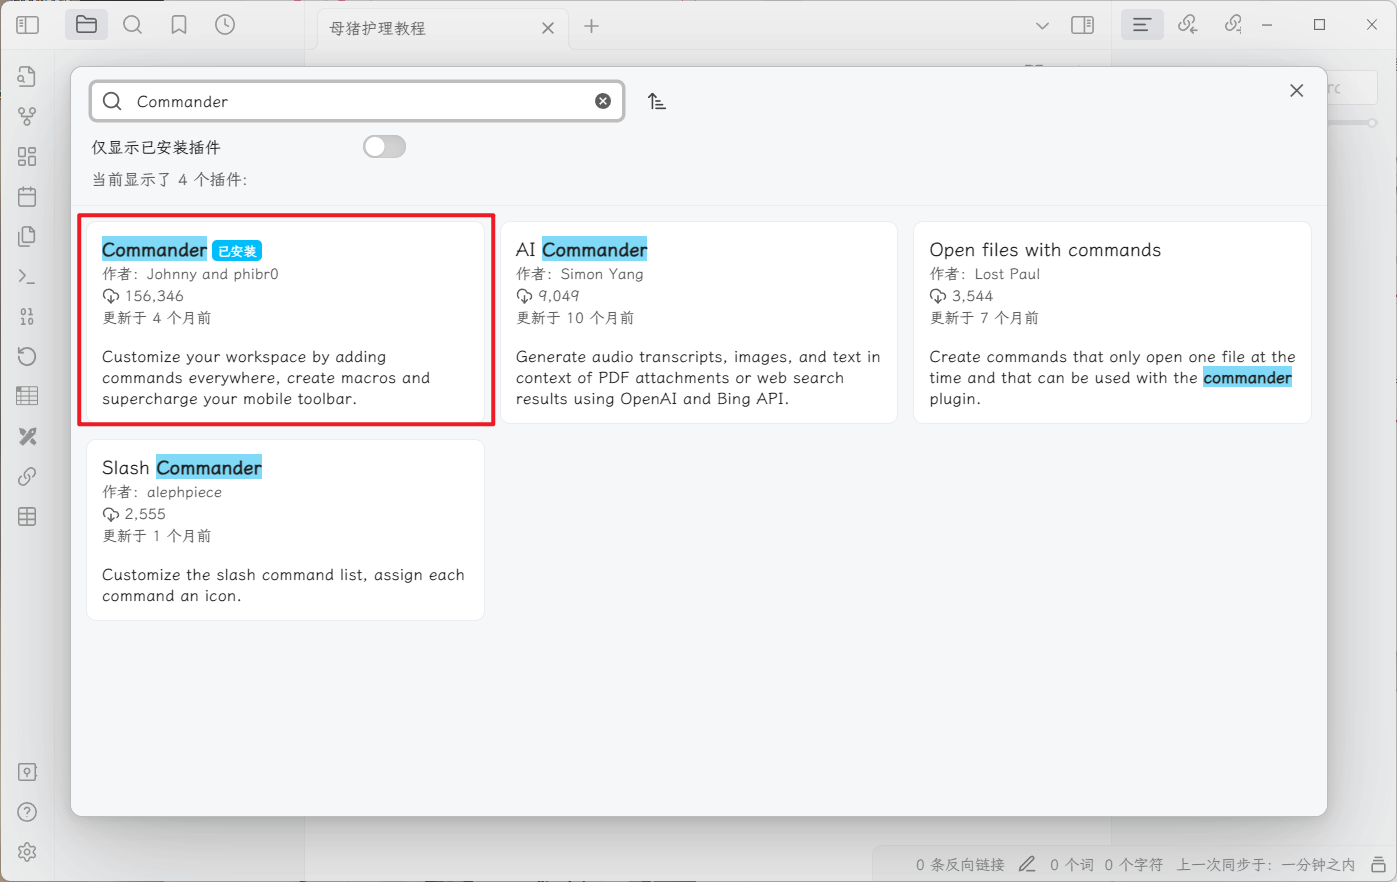 母猪护理教程
Commander
仅显示已安装插件
当前显示了 4 个插件:
Commander 已安装
作者: Johnny and phibr0
156,346
更新于 4 个月前
Customize your workspace by adding
commands everywhere, create macros and
supercharge your mobile toolbar.
AI Commander
作者: Simon Yang
9,049
更新于 10 个月前
Generate audio transcripts, images, and text in
context of PDF attachments or web search
results using OpenAI and Bing API.
Open files with commands
作者: Lost Paul
3,544
更新于 7 个月前
Create commands that only open one file at the
time and that can be used with the commander
plugin.
Slash Commander
作者: alephpiece
2,555
更新于 1 个月前
Customize the slash command list, assign each
command an icon.
0 条反向链接 0 个词 0 个字符 上一次同步于: 一分钟之内